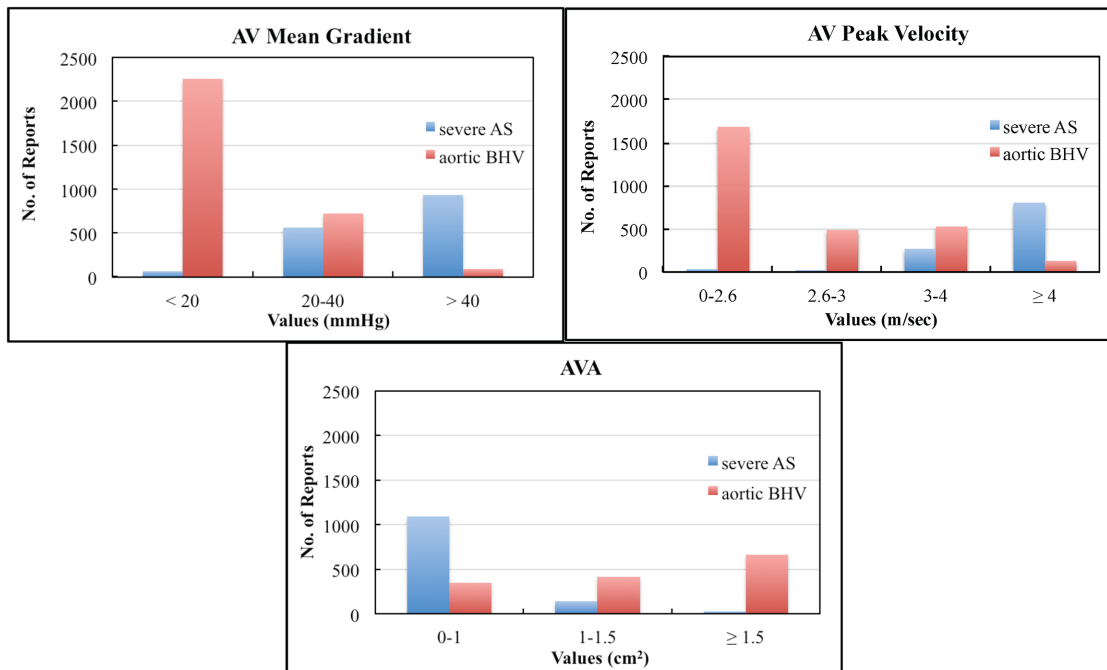 AV Mean Gradient
2500
2000
1500
1000
500
0
No. of Reports
severe AS
aortic BHV
< 20 20-40 > 40
Values (mmHg)
AV Peak Velocity
2500
2000
1500
1000
500
0
No. of Reports
severe AS
aortic BHV
0-2.6 2.6-3 3-4 ≥ 4
Values (m/sec)
AVA
2500
2000
1500
1000
500
0
No. of Reports
severe AS
aortic BHV
0-1 1-1.5 ≥ 1.5
Values (cm²)